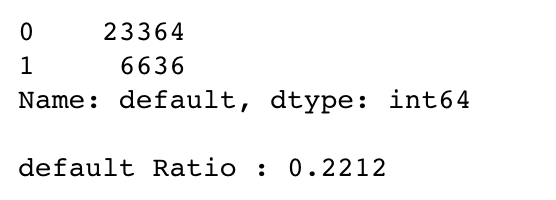 0     23364
1      6636
Name: default, dtype: int64

default Ratio : 0.2212